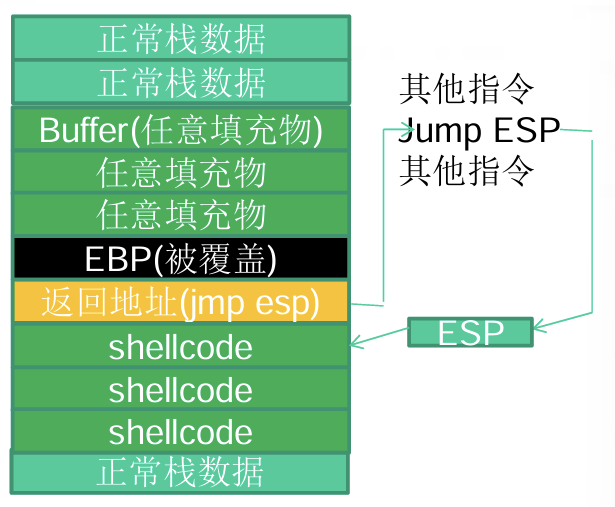 正常栈数据
正常栈数据
Buffer(任意填充物)
任意填充物
任意填充物
EBP(被覆盖)
返回地址(jmp esp)
shellcode
shellcode
shellcode
正常栈数据
其他指令
Jump ESP
其他指令
ESP